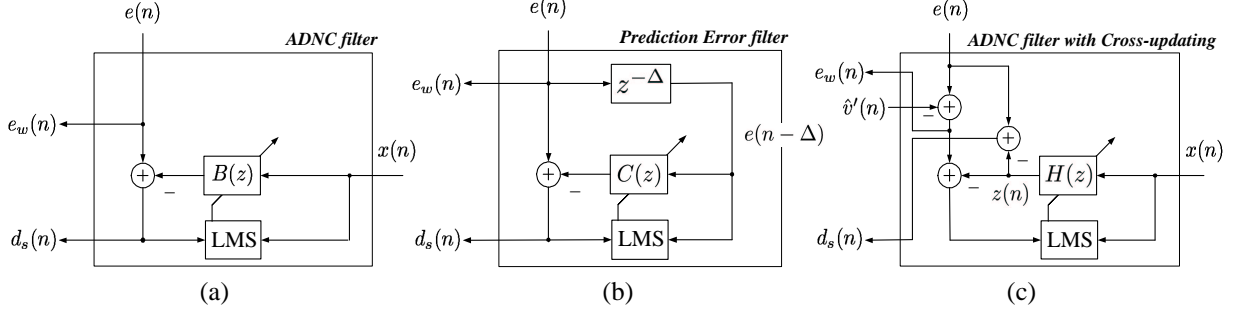 e(n)
ADNC filter
e_w(n)
+
−
B(z)
x(n)
d_s(n)
LMS
(a)
e(n)
Prediction Error filter
e_w(n)
z^{−Δ}
e(n − Δ)
+
−
C(z)
d_s(n)
LMS
(b)
e(n)
ADNC filter with Cross-updating
e_w(n)
v̂′(n)
−
+
+
−
+
−
z(n)
H(z)
x(n)
d_s(n)
LMS
(c)